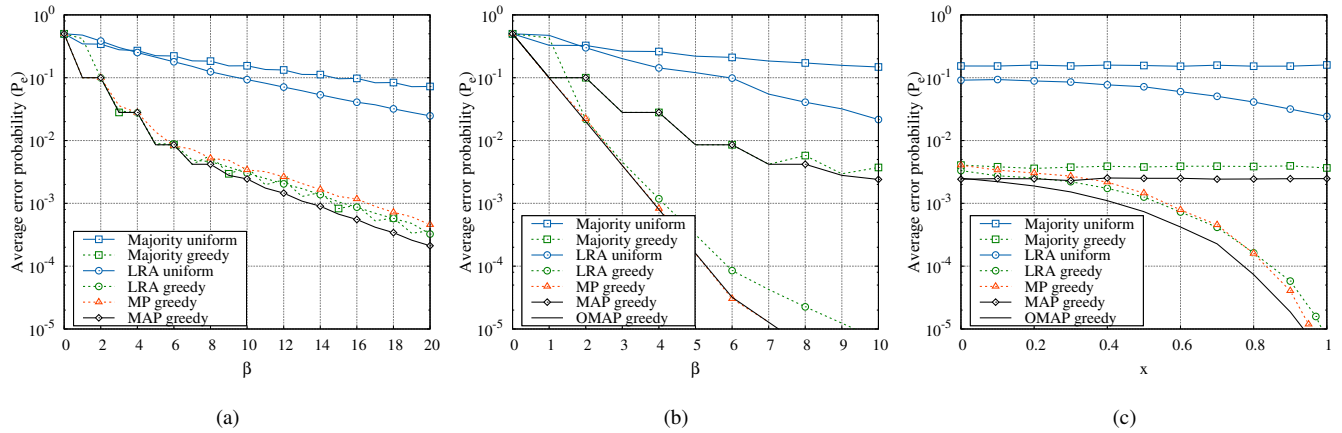 Average error probability (Pe)
10^0
10^-1
10^-2
10^-3
10^-4
10^-5
Majority uniform
Majority greedy
LRA uniform
LRA greedy
MP greedy
MAP greedy
0 2 4 6 8 10 12 14 16 18 20
β
(a)
Average error probability (Pe)
10^0
10^-1
10^-2
10^-3
10^-4
10^-5
Majority uniform
Majority greedy
LRA uniform
LRA greedy
MP greedy
MAP greedy
OMAP greedy
0 1 2 3 4 5 6 7 8 9 10
β
(b)
Average error probability (Pe)
10^0
10^-1
10^-2
10^-3
10^-4
10^-5
Majority uniform
Majority greedy
LRA uniform
LRA greedy
MP greedy
MAP greedy
OMAP greedy
0 0.2 0.4 0.6 0.8 1
x
(c)